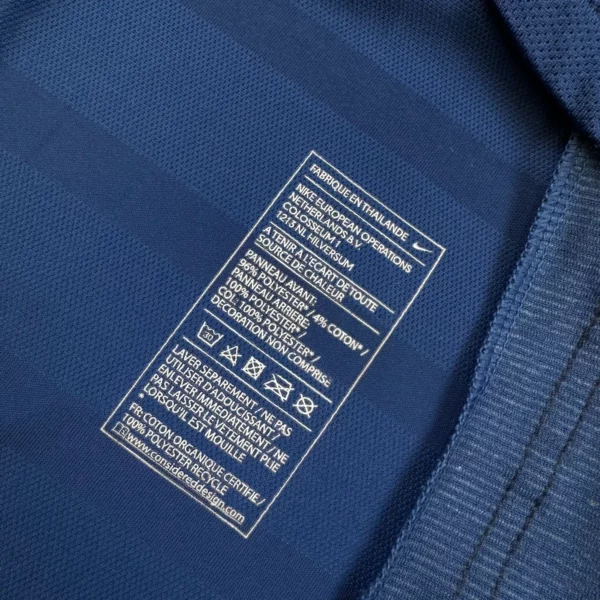 FABRIQUE EN THAILANDE
NIKE EUROPEAN OPERATIONS
NETHERLANDS B.V.
COLOSSEUM 1
1213 NL HILVERSUM
A TENIR A L'ECART DE TOUTE
SOURCE DE CHALEUR
PANNEAU AVANT:
96% POLYESTER* / 4% COTON* /
PANNEAU ARRIERE:
100% POLYESTER* /
COL: 100% POLYESTER* /
DECORATION NON COMPRISE
30
LAVER SEPAREMENT / NE PAS
UTILISER D'ADOUCISSANT /
ENLEVER IMMEDIATEMENT / NE
PAS LAISSER LE VETEMENT PLIE
LORSQU'IL EST MOUILLE
*
FR: COTON ORGANIQUE CERTIFIE /
100% POLYESTER RECYCLE
www.considereddesign.com